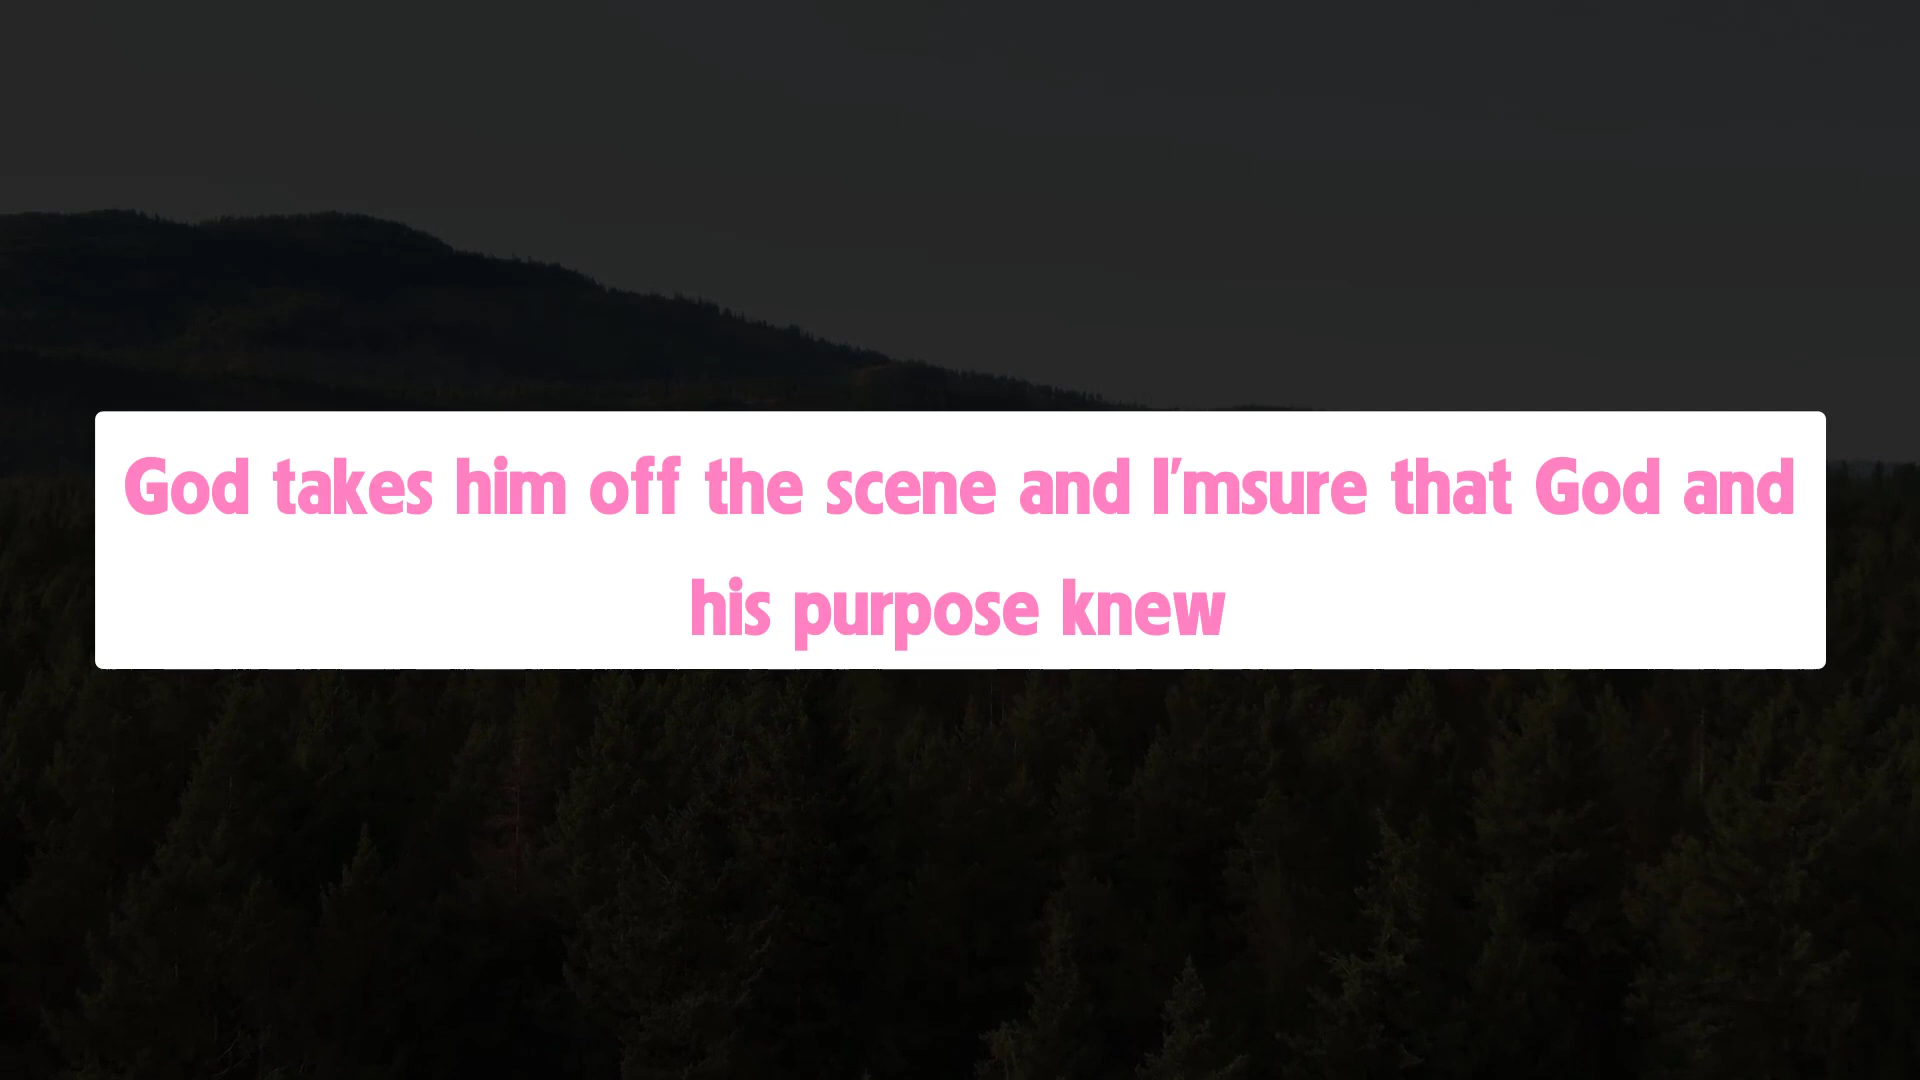 God takes him off the scene and I'msure that God and
his purpose knew